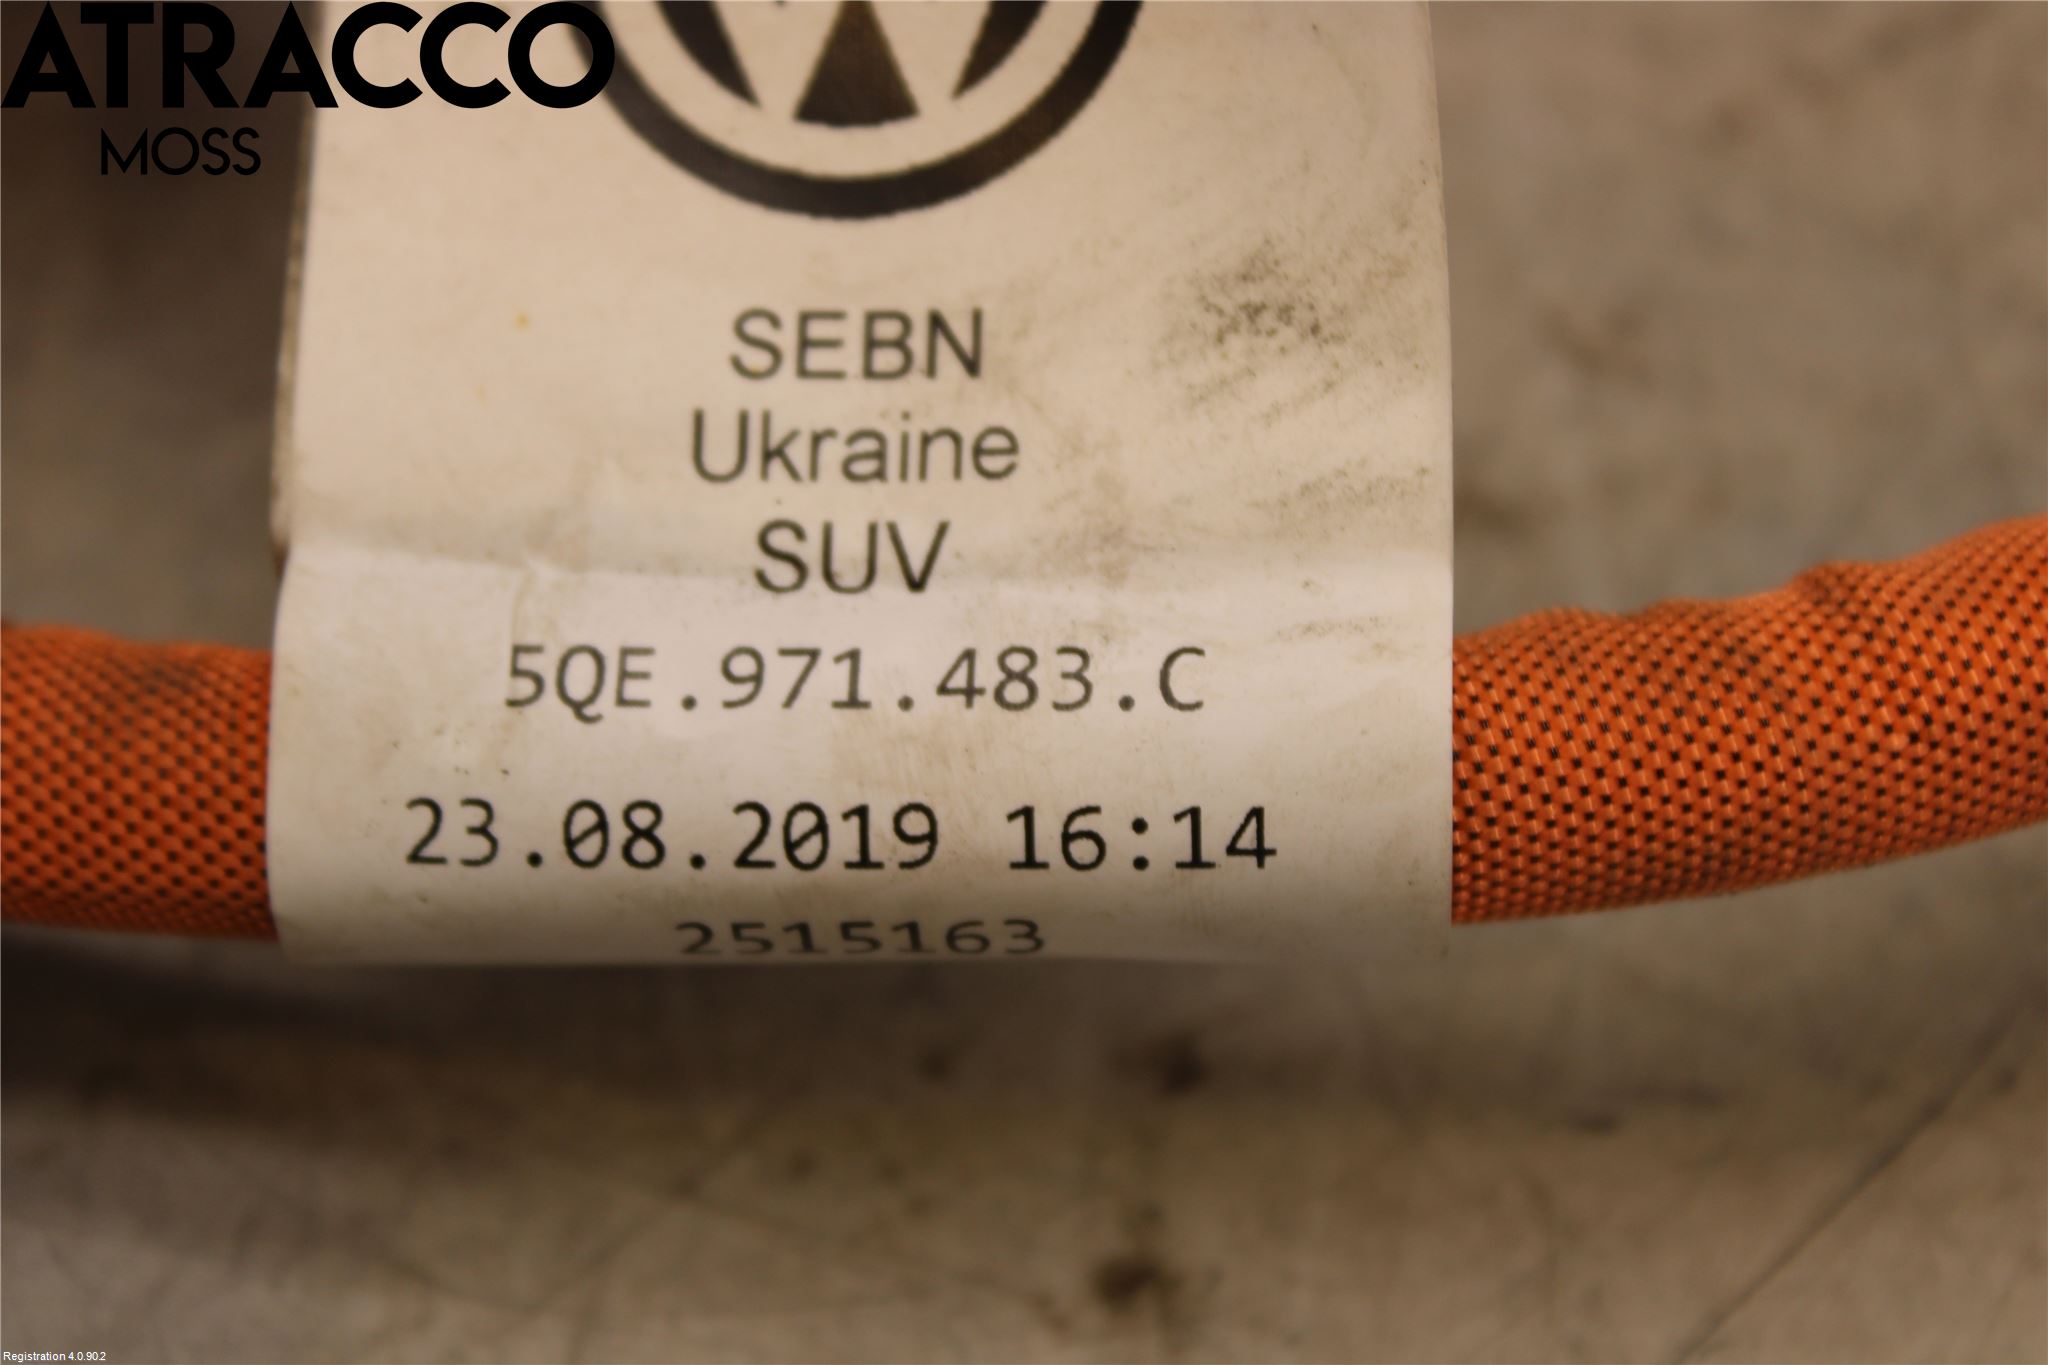 ATRACCO
MOSS
SEBN
Ukraine
SUV
5QE.971.483.C
23.08.2019 16:14
2515163
Registration 4.0.90.2